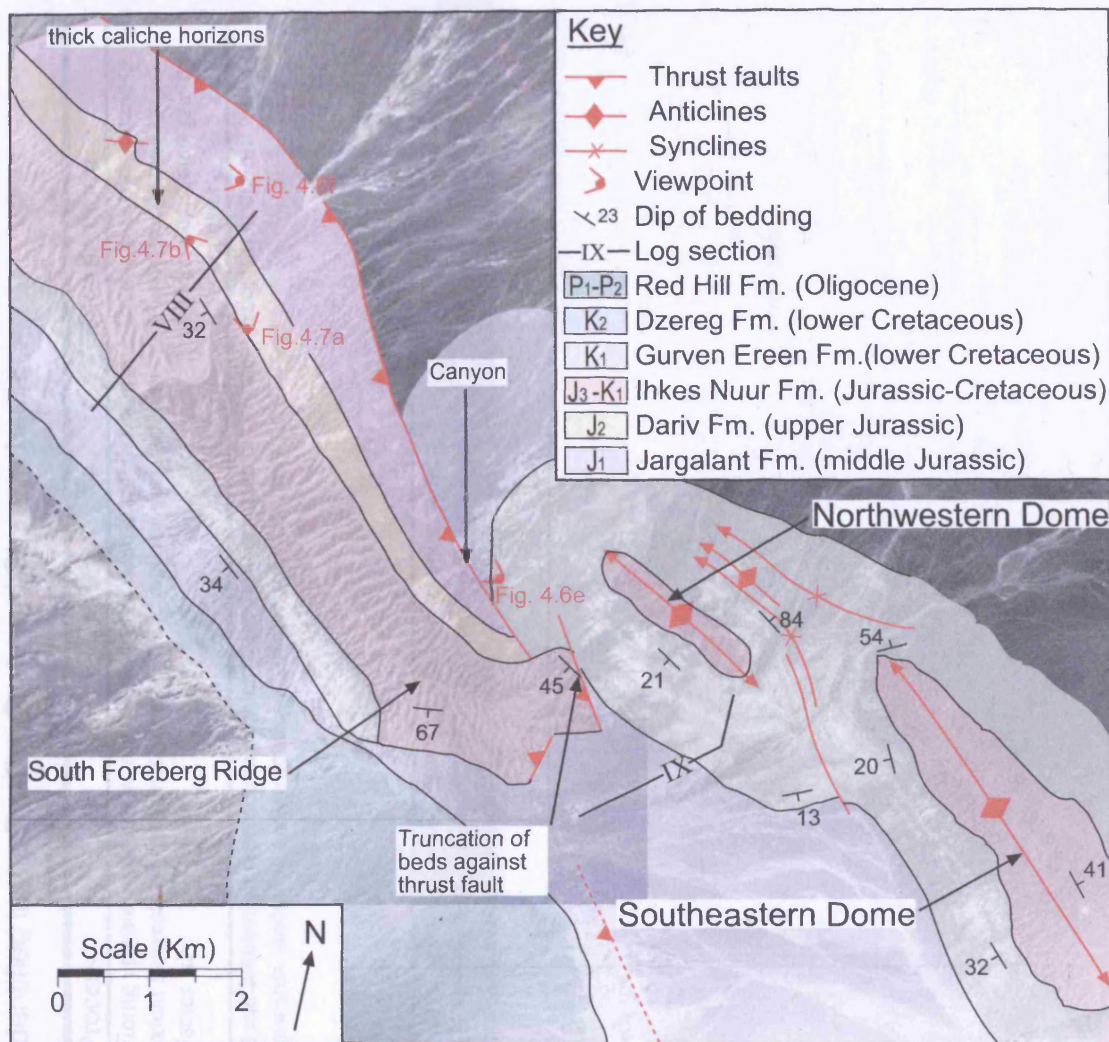 thick caliche horizons
Fig. 4.6f
Fig.4.7b
VIII
32
Fig.4.7a
Canyon
34
Fig. 4.6e
45
67
South Foreberg Ridge
Truncation of
beds against
thrust fault
IX
21
84
54
20
13
41
32
Northwestern Dome
Southeastern Dome
Key
Thrust faults
Anticlines
Synclines
Viewpoint
23 Dip of bedding
IX Log section
P1-P2 Red Hill Fm. (Oligocene)
K2 Dzereg Fm. (lower Cretaceous)
K1 Gurven Ereen Fm.(lower Cretaceous)
J3-K1 Ihkes Nuur Fm. (Jurassic-Cretaceous)
J2 Dariv Fm. (upper Jurassic)
J1 Jargalant Fm. (middle Jurassic)
Scale (Km)
0 1 2
N